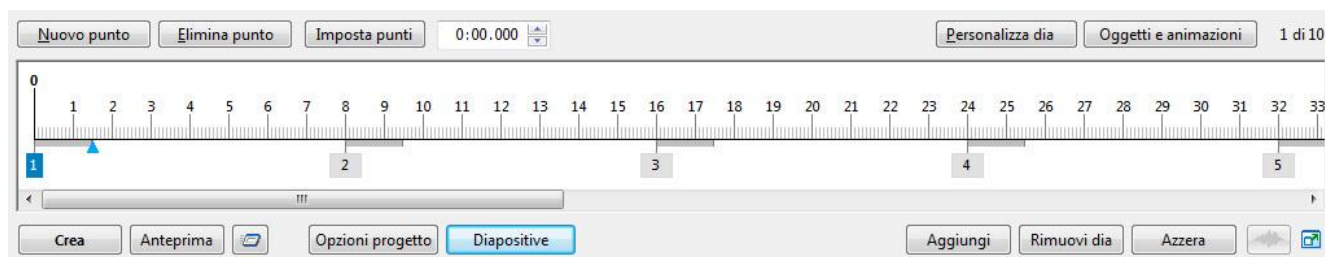 Nuovo punto Elimina punto Imposta punti 0:00.000 Personalizza dia Oggetti e animazioni 1 di 10
0
1 2 3 4 5 6 7 8 9 10 11 12 13 14 15 16 17 18 19 20 21 22 23 24 25 26 27 28 29 30 31 32 33
1 2 3 4 5
Crea Anteprima Opzioni progetto Diapositive Aggiungi Rimuovi dia Azzera